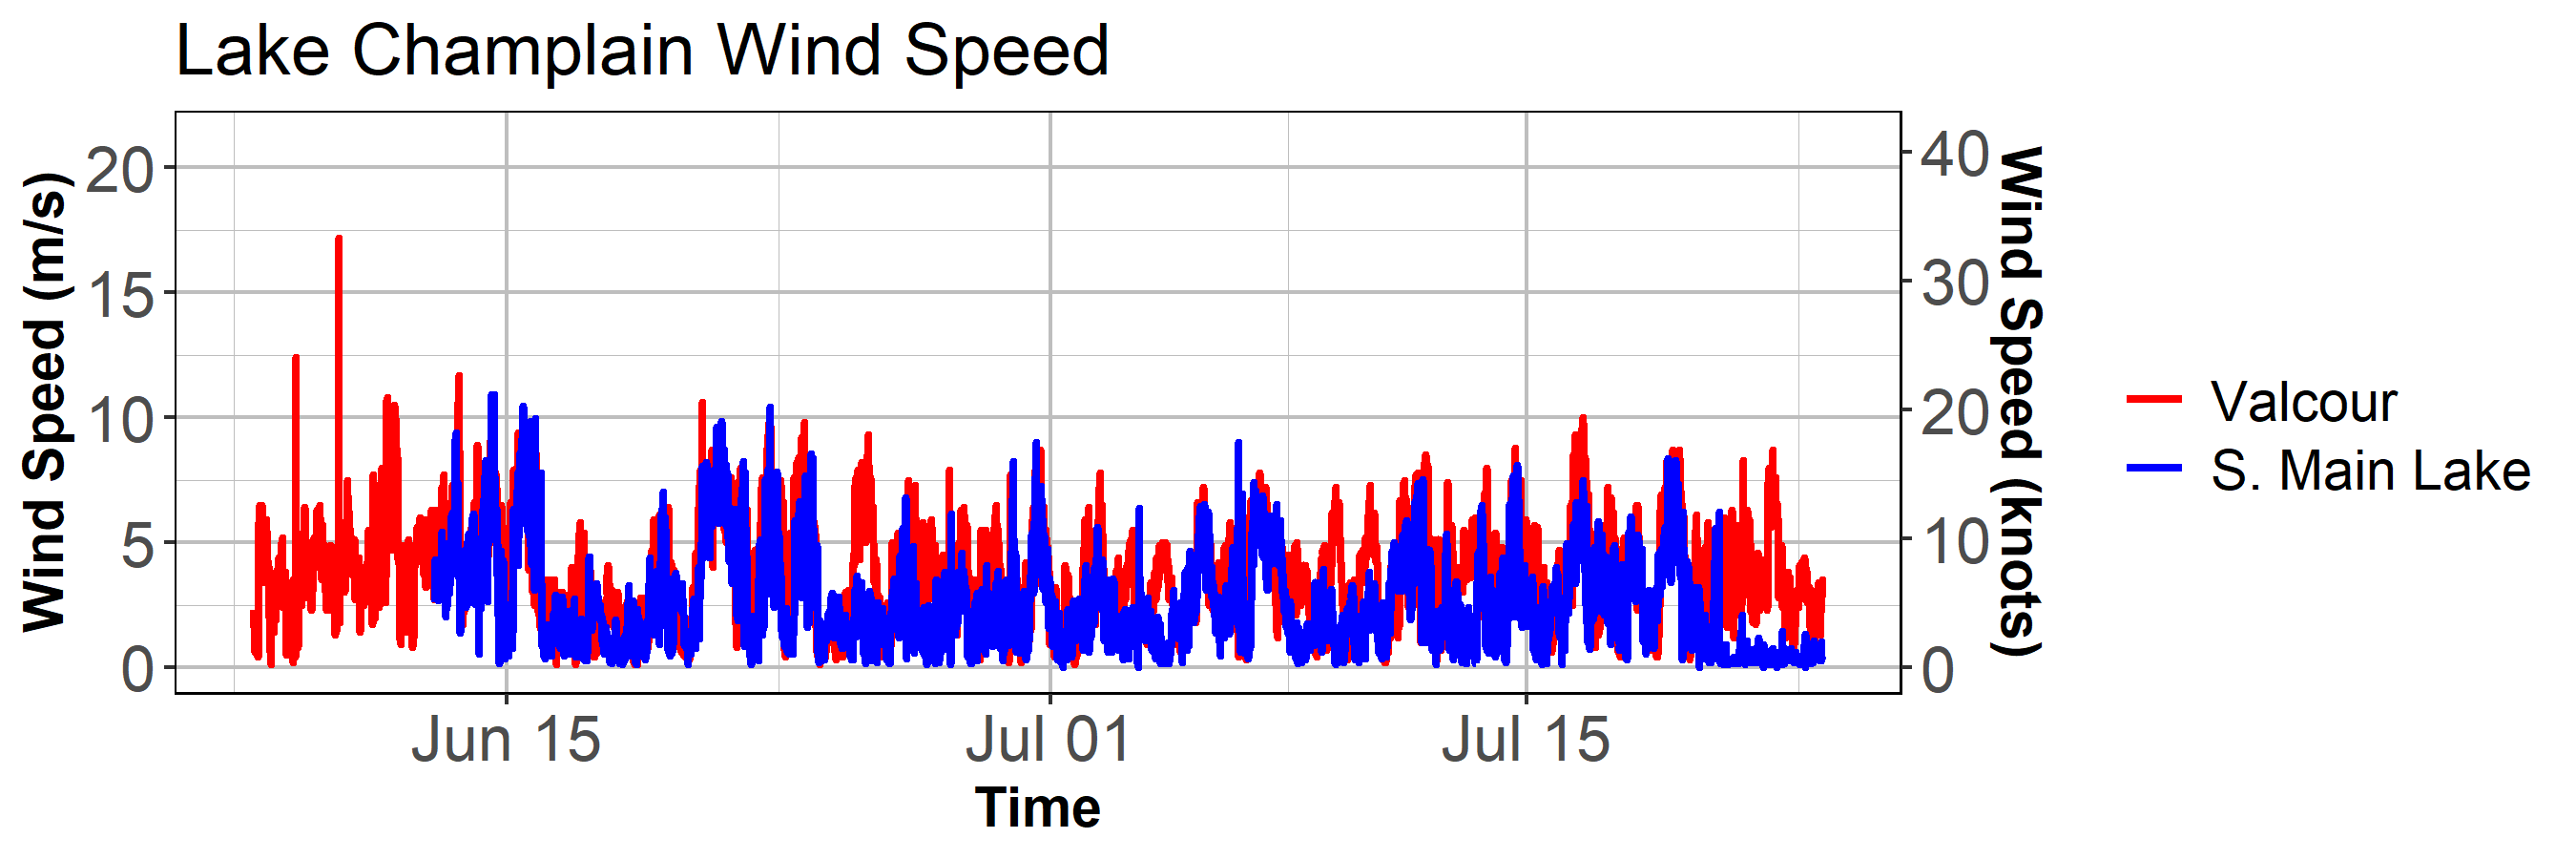 Lake Champlain Wind Speed
Wind Speed (m/s)
20
15
10
5
0
40
30
20
10
0
Wind Speed (knots)
Jun 15
Jul 01
Jul 15
Time
Valcour
S. Main Lake